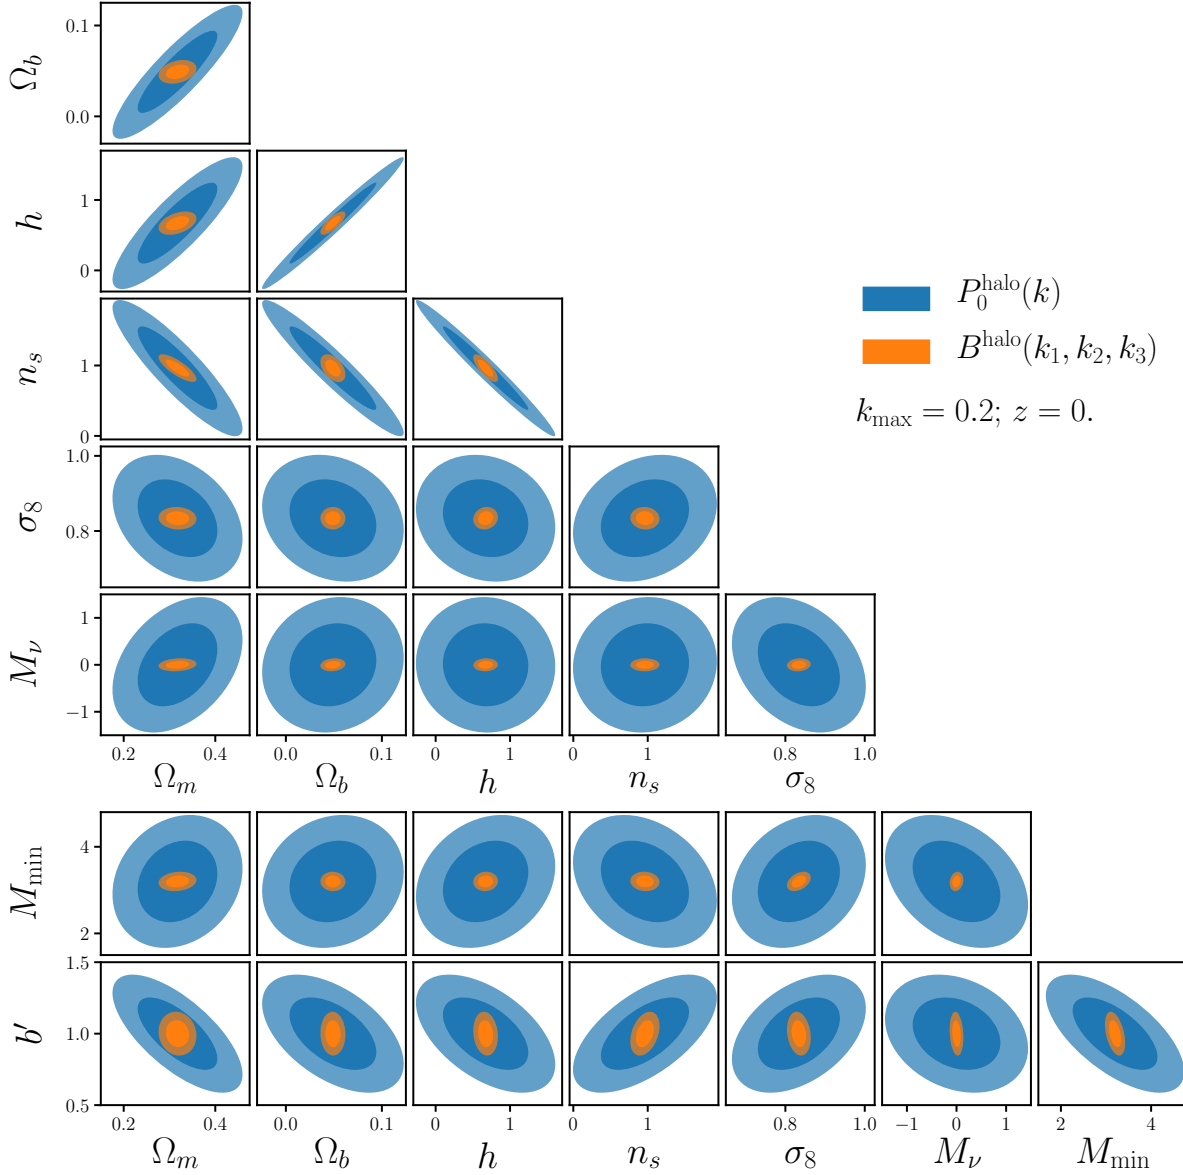 0.1
0.0
Ω_b
1
0
h
1
0
n_s
1.0
0.8
σ_8
1
0
−1
M_ν
0.2 0.4 0.0 0.1 0 1 0 1 0.8 1.0
Ω_m Ω_b h n_s σ_8
P_0^halo(k)
B^halo(k_1, k_2, k_3)
k_max = 0.2; z = 0.
4
2
M_min
1.5
1.0
0.5
b′
0.2 0.4 0.0 0.1 0 1 0 1 0.8 1.0 −1 0 1 2 4
Ω_m Ω_b h n_s σ_8 M_ν M_min